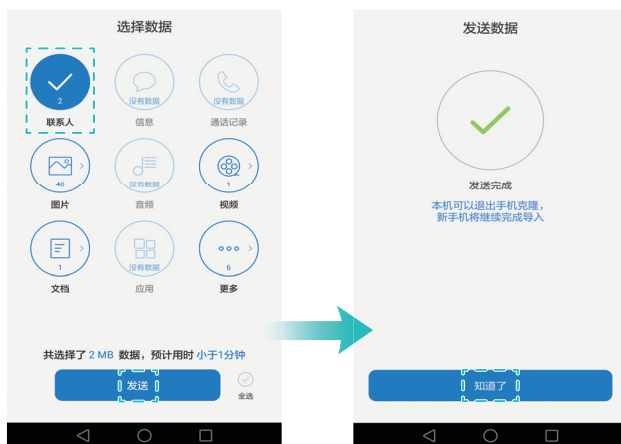 选择数据
2
没有数据
没有数据
联系人
信息
通话记录
40
没有数据
1
图片
音频
视频
1
没有数据
6
文档
应用
更多
共选择了 2 MB 数据，预计用时 小于1分钟
发送
全选
发送数据
发送完成
本机可以退出手机克隆，
新手机将继续完成导入
知道了